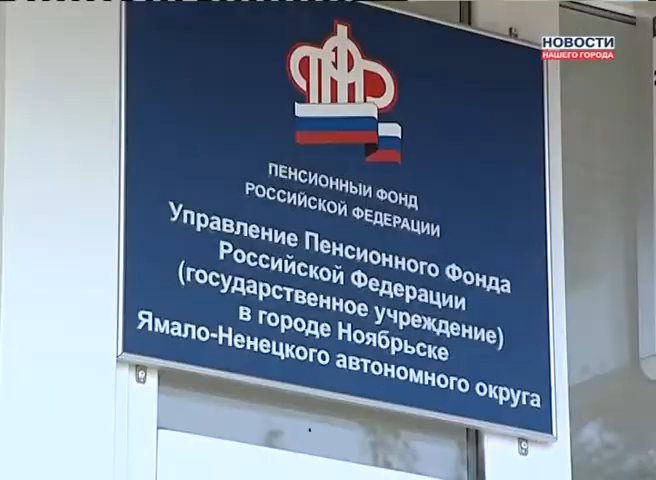 НОВОСТИ
НАШЕГО ГОРОДА
ПФР
ПЕНСИОННЫЙ ФОНД
РОССИЙСКОЙ ФЕДЕРАЦИИ
Управление Пенсионного Фонда
Российской Федерации
(государственное учреждение)
в городе Ноябрьске
Ямало-Ненецкого автономного округа